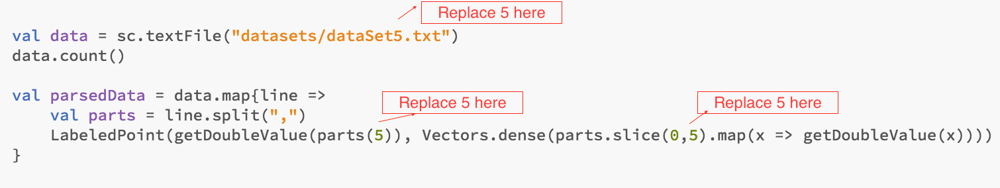 Replace 5 here
val data = sc.textFile("datasets/dataSet5.txt")
data.count()
val parsedData = data.map{line =>
Replace 5 here
Replace 5 here
val parts = line.split(",")
LabeledPoint(getDoubleValue(parts(5)), Vectors.dense(parts.slice(0,5).map(x => getDoubleValue(x))))
}